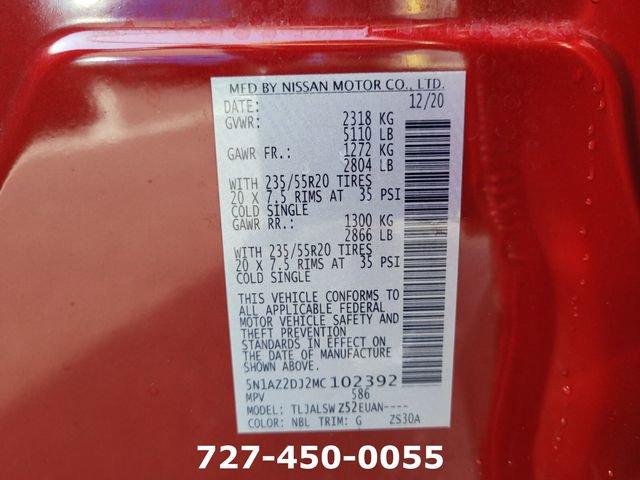 MFD BY NISSAN MOTOR CO., LTD.
DATE: 12/20
GVWR: 2318 KG
5110 LB
GAWR FR.: 1272 KG
2804 LB
WITH 235/55R20 TIRES
20 X 7.5 RIMS AT 35 PSI
COLD SINGLE
GAWR RR.: 1300 KG
2866 LB
WITH 235/55R20 TIRES
20 X 7.5 RIMS AT 35 PSI
COLD SINGLE
THIS VEHICLE CONFORMS TO
ALL APPLICABLE FEDERAL
MOTOR VEHICLE SAFETY AND
THEFT PREVENTION
STANDARDS IN EFFECT ON
THE DATE OF MANUFACTURE
SHOWN ABOVE.
5N1AZ2DJ2MC102392
MPV 586
MODEL: TLJALSWZ52EUAN----
COLOR: NBL TRIM: G ZS30A
727-450-0055